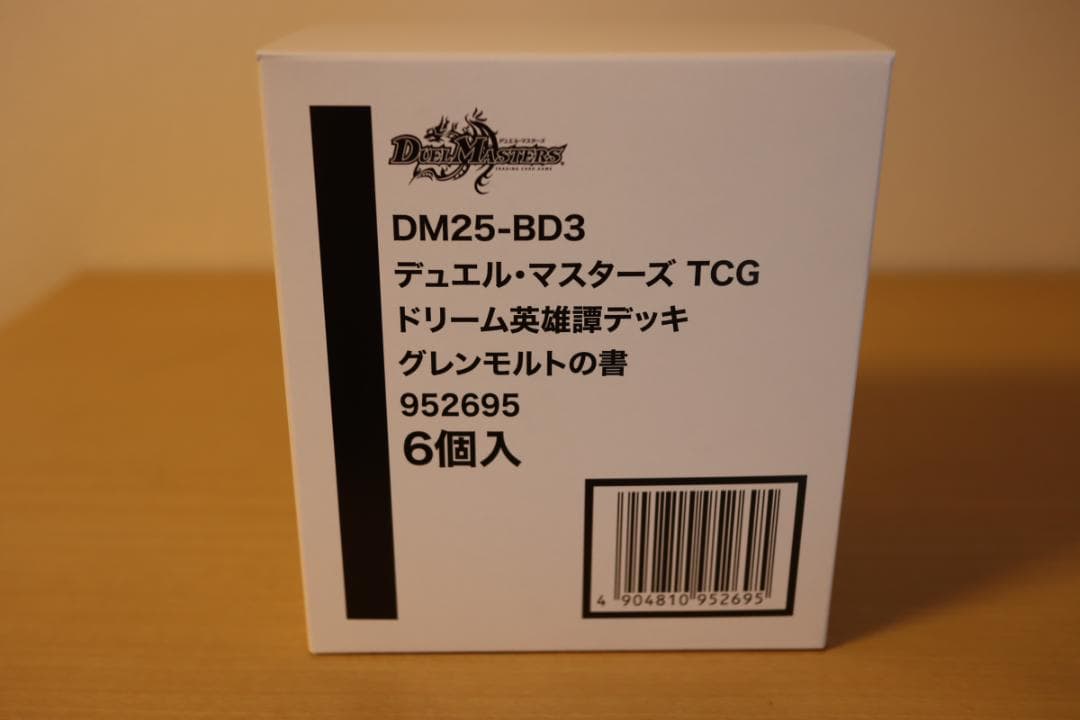 デュエル・マスターズ
DUEL MASTERS
TRADING CARD GAME
DM25-BD3
デュエル・マスターズ TCG
ドリーム英雄譚デッキ
グレンモルトの書
952695
6個入
4 904810 952695